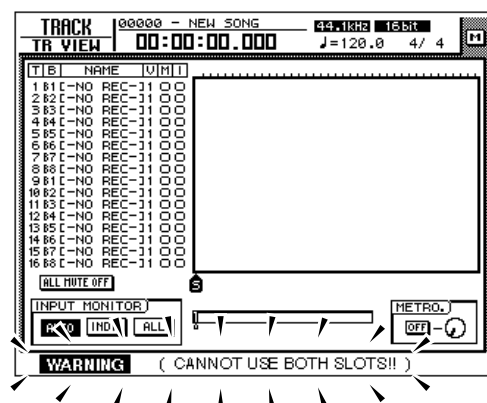 TRACK
00000 - NEW SONG
44.1kHz 16bit
TR VIEW
00:00:00.000
♩=120.0 4/ 4
M
T B NAME V M I
1 B1[-NO REC-]1 O O
2 B2[-NO REC-]1 O O
3 B3[-NO REC-]1 O O
4 B4[-NO REC-]1 O O
5 B5[-NO REC-]1 O O
6 B6[-NO REC-]1 O O
7 B7[-NO REC-]1 O O
8 B8[-NO REC-]1 O O
9 B1[-NO REC-]1 O O
10 B2[-NO REC-]1 O O
11 B3[-NO REC-]1 O O
12 B4[-NO REC-]1 O O
13 B5[-NO REC-]1 O O
14 B6[-NO REC-]1 O O
15 B7[-NO REC-]1 O O
16 B8[-NO REC-]1 O O
ALL MUTE OFF
S
INPUT MONITOR
AUTO IND. ALL
METRO.
OFF
WARNING ( CANNOT USE BOTH SLOTS!! )